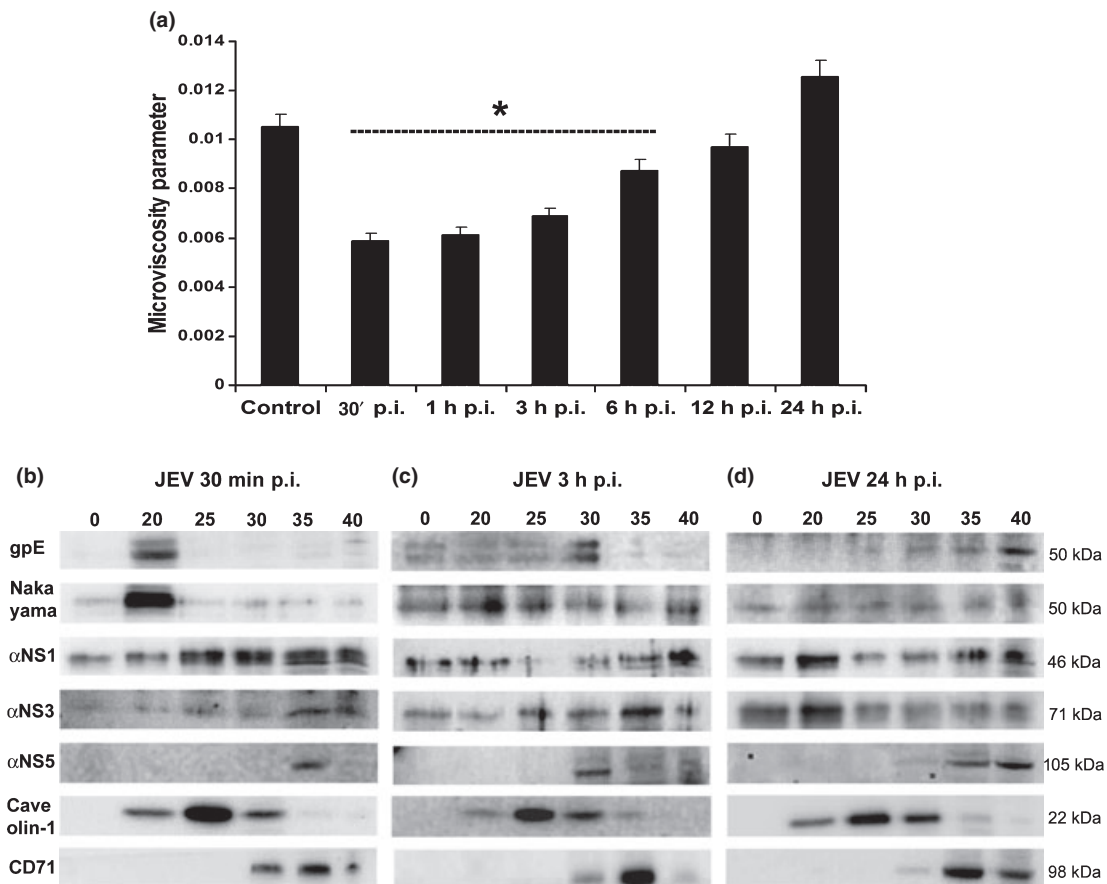 (a)
Microviscosity parameter
0.014
0.012
0.01
0.008
0.006
0.004
0.002
0
*
Control 30′ p.i. 1 h p.i. 3 h p.i. 6 h p.i. 12 h p.i. 24 h p.i.
(b) JEV 30 min p.i. (c) JEV 3 h p.i. (d) JEV 24 h p.i.
0 20 25 30 35 40 0 20 25 30 35 40 0 20 25 30 35 40
gpE 50 kDa
Naka
yama 50 kDa
αNS1 46 kDa
αNS3 71 kDa
αNS5 105 kDa
Cave
olin-1 22 kDa
CD71 98 kDa